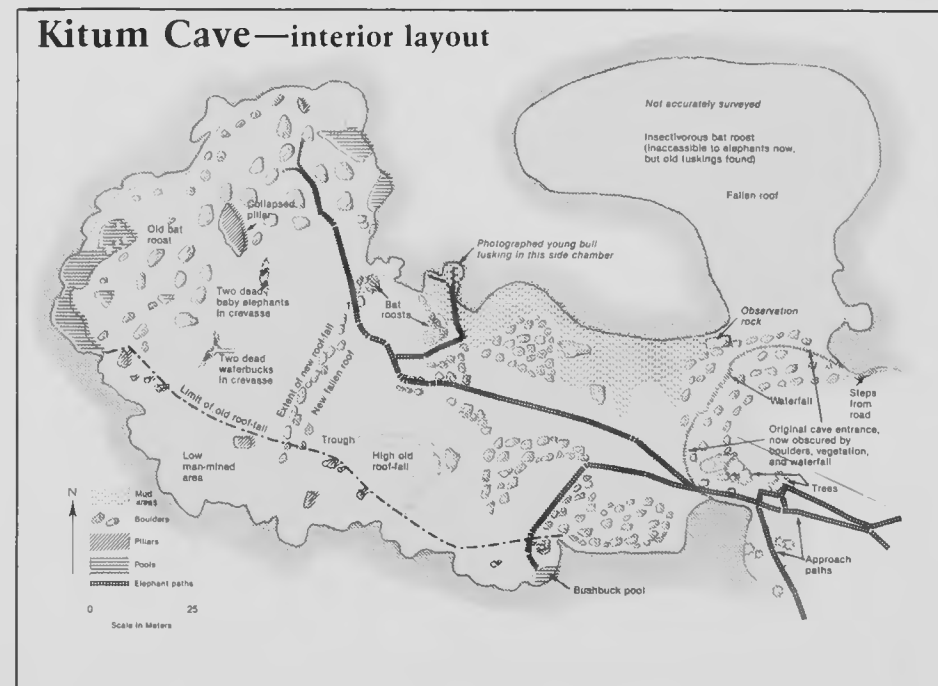 Kitum Cave—interior layout
Not accurately surveyed
Insectivorous bat roost
(inaccassible to elephants now,
but old tuskings found)
Fallen roof
Collapsed
pillar
Old bat
roost
Photographed young bull
tusking in this side chamber
Two dead
baby elephants
in crevasse
Bat
roosts
Observation
rock
Two dead
waterbucks
in crevasse
Extent of new roof-fall
New fallen roof
Waterfall
Steps
from
road
Limit of old roof-fall
Original cave entrance,
now obscured by
boulders, vegetation,
and waterfall
Trough
Low
man-mined
area
High old
roof-fall
Trees
N
Mud
areas
Boulders
Pillars
Pools
Elephant paths
Approach
paths
Bushbuck pool
0 25
Scale in Meters